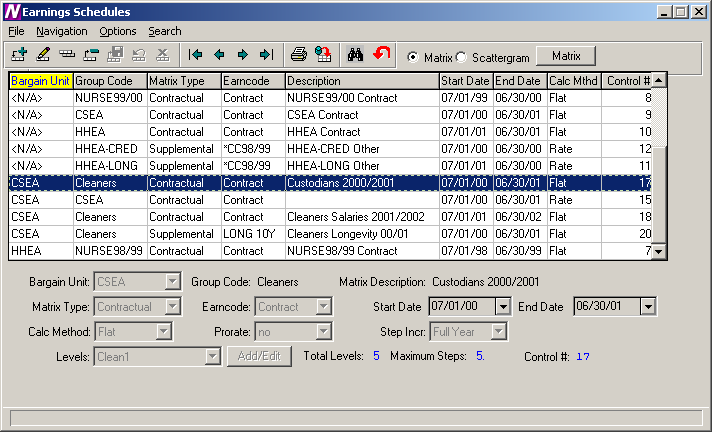 N Earnings Schedules
File Navigation Options Search
Matrix Scattergram Matrix
Bargain Unit Group Code Matrix Type Earncode Description Start Date End Date Calc Mthd Control #
<N/A> NURSE99/00 Contractual Contract NURSE99/00 Contract 07/01/99 06/30/00 Flat 8
<N/A> CSEA Contractual Contract CSEA Contract 07/01/00 06/30/01 Flat 9
<N/A> HHEA Contractual Contract HHEA Contract 07/01/00 06/30/01 Flat 10
<N/A> HHEA-CRED Supplemental *CC98/99 HHEA-CRED Other 07/01/00 06/30/01 Rate 12
<N/A> HHEA-LONG Supplemental *CC98/99 HHEA-LONG Other 07/01/00 06/30/01 Rate 11
CSEA Cleaners Contractual Contract Custodians 2000/2001 07/01/00 06/30/01 Flat 17
CSEA CSEA Contractual Contract 07/01/00 06/30/01 Rate 15
CSEA Cleaners Contractual Contract Cleaners Salaries 2001/2002 07/01/01 06/30/02 Flat 18
CSEA Cleaners Supplemental LONG 10Y Cleaners Longevity 00/01 07/01/00 06/30/01 Flat 20
HHEA NURSE98/99 Contractual Contract NURSE98/99 Contract 07/01/98 06/30/99 Flat 7
Bargain Unit: CSEA Group Code: Cleaners Matrix Description: Custodians 2000/2001
Matrix Type: Contractual Earncode: Contract Start Date 07/01/00 End Date 06/30/01
Calc Method: Flat Prorate: no Step Incr: Full Year
Levels: Clean1 Add/Edit Total Levels: 5 Maximum Steps: 5. Control #: 17